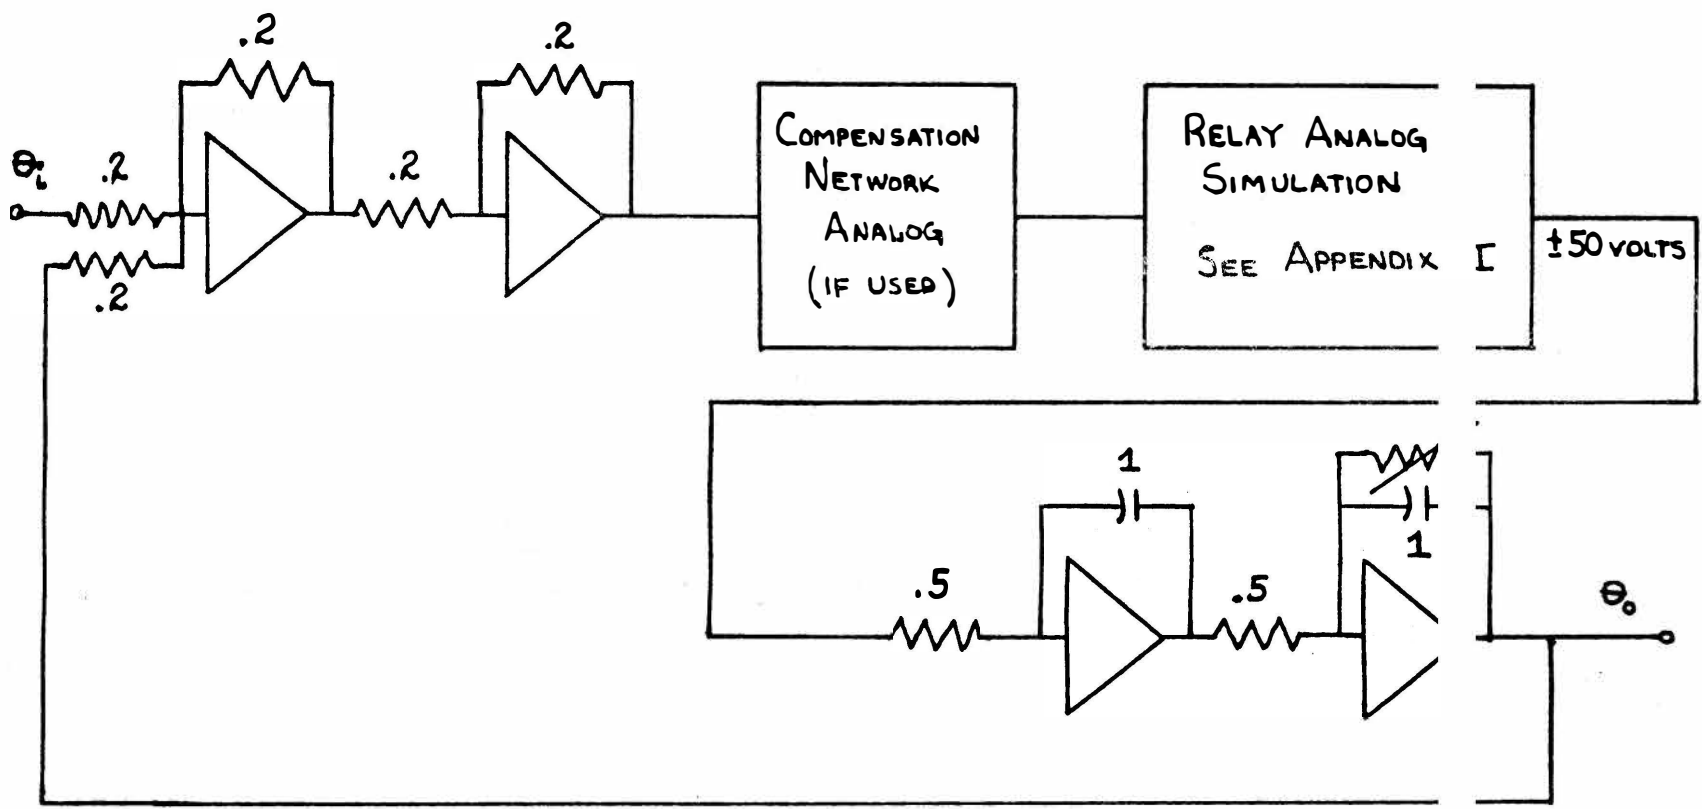 .2
.2
θi
.2
.2
.2
COMPENSATION
NETWORK
ANALOG
(IF USED)
RELAY ANALOG
SIMULATION
SEE APPENDIX I
±50 VOLTS
1
1
.5
.5
θo